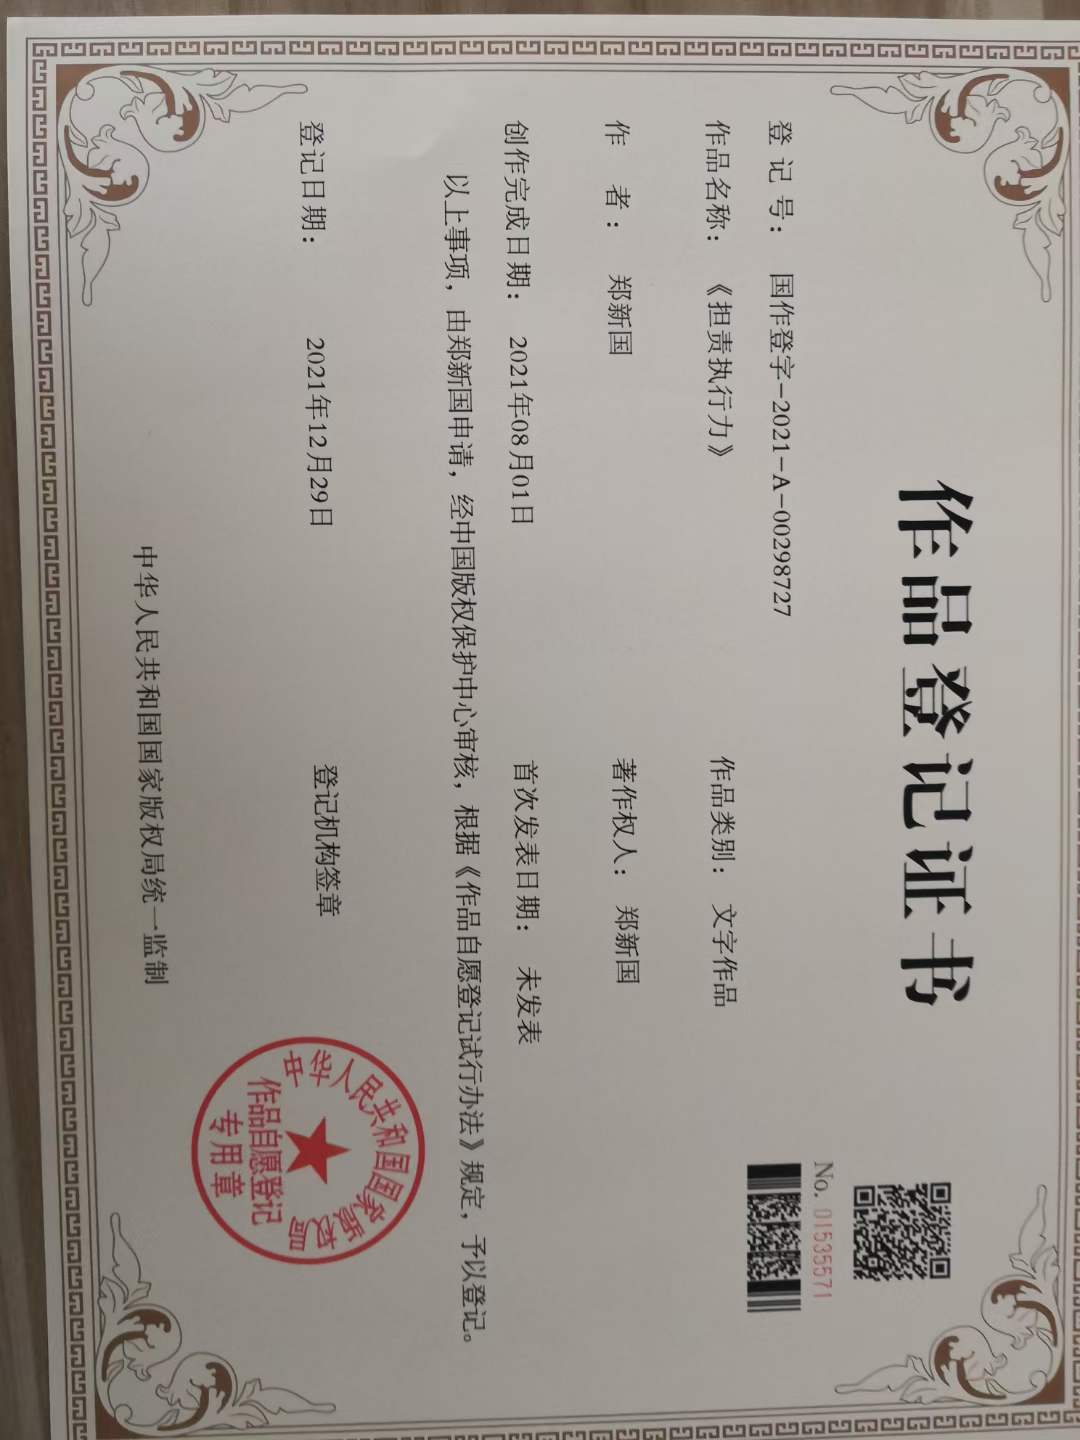 作品登记证书
No. 01535571
登 记 号： 国作登字-2021-A-00298727
作品名称： 《担责执行力》 作品类别： 文字作品
作 者： 郑新国 著作权人： 郑新国
创作完成日期： 2021年08月01日 首次发表日期： 未发表
以上事项，由郑新国申请，经中国版权保护中心审核，根据《作品自愿登记试行办法》规定，予以登记。
登记日期： 2021年12月29日 登记机构签章
中华人民共和国国家版权局
作品自愿登记
专用章
中华人民共和国国家版权局统一监制